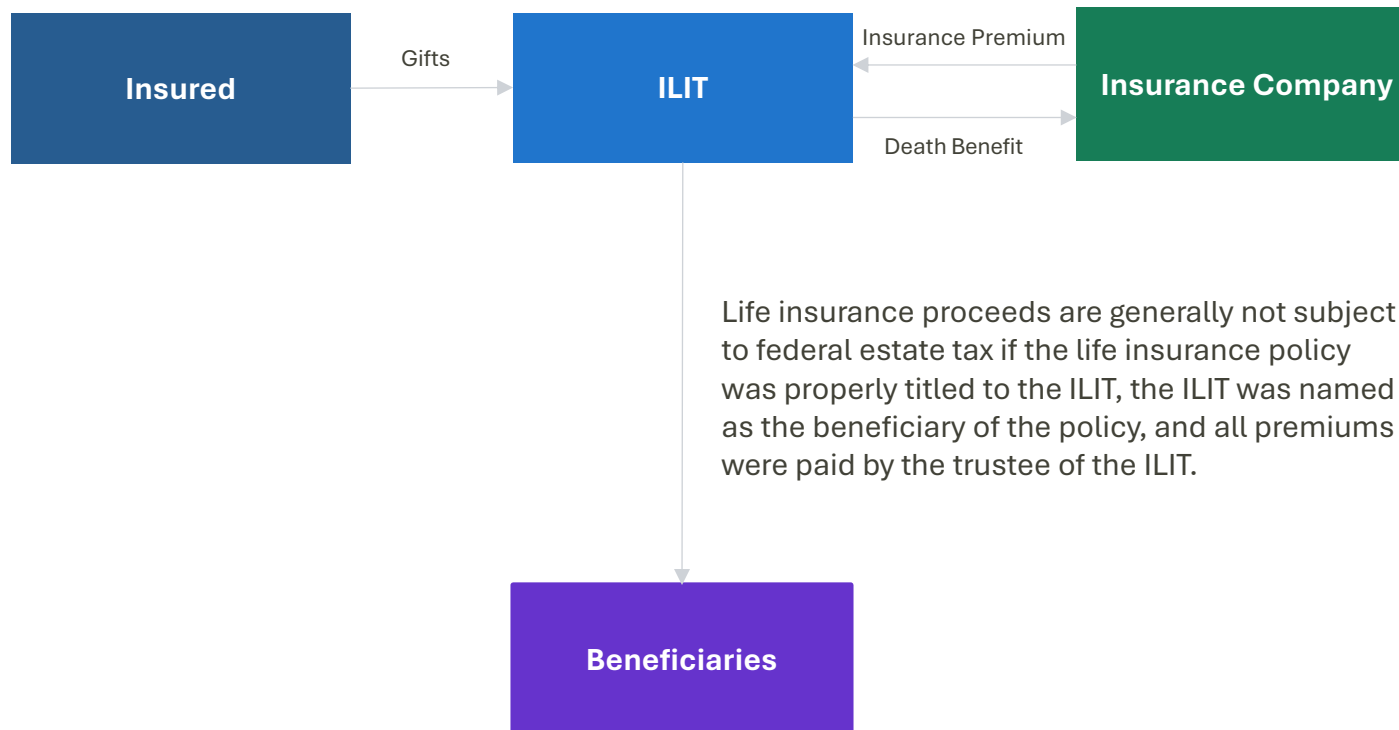 Insured
Gifts
ILIT
Insurance Premium
Death Benefit
Insurance Company
Life insurance proceeds are generally not subject
to federal estate tax if the life insurance policy
was properly titled to the ILIT, the ILIT was named
as the beneficiary of the policy, and all premiums
were paid by the trustee of the ILIT.
Beneficiaries